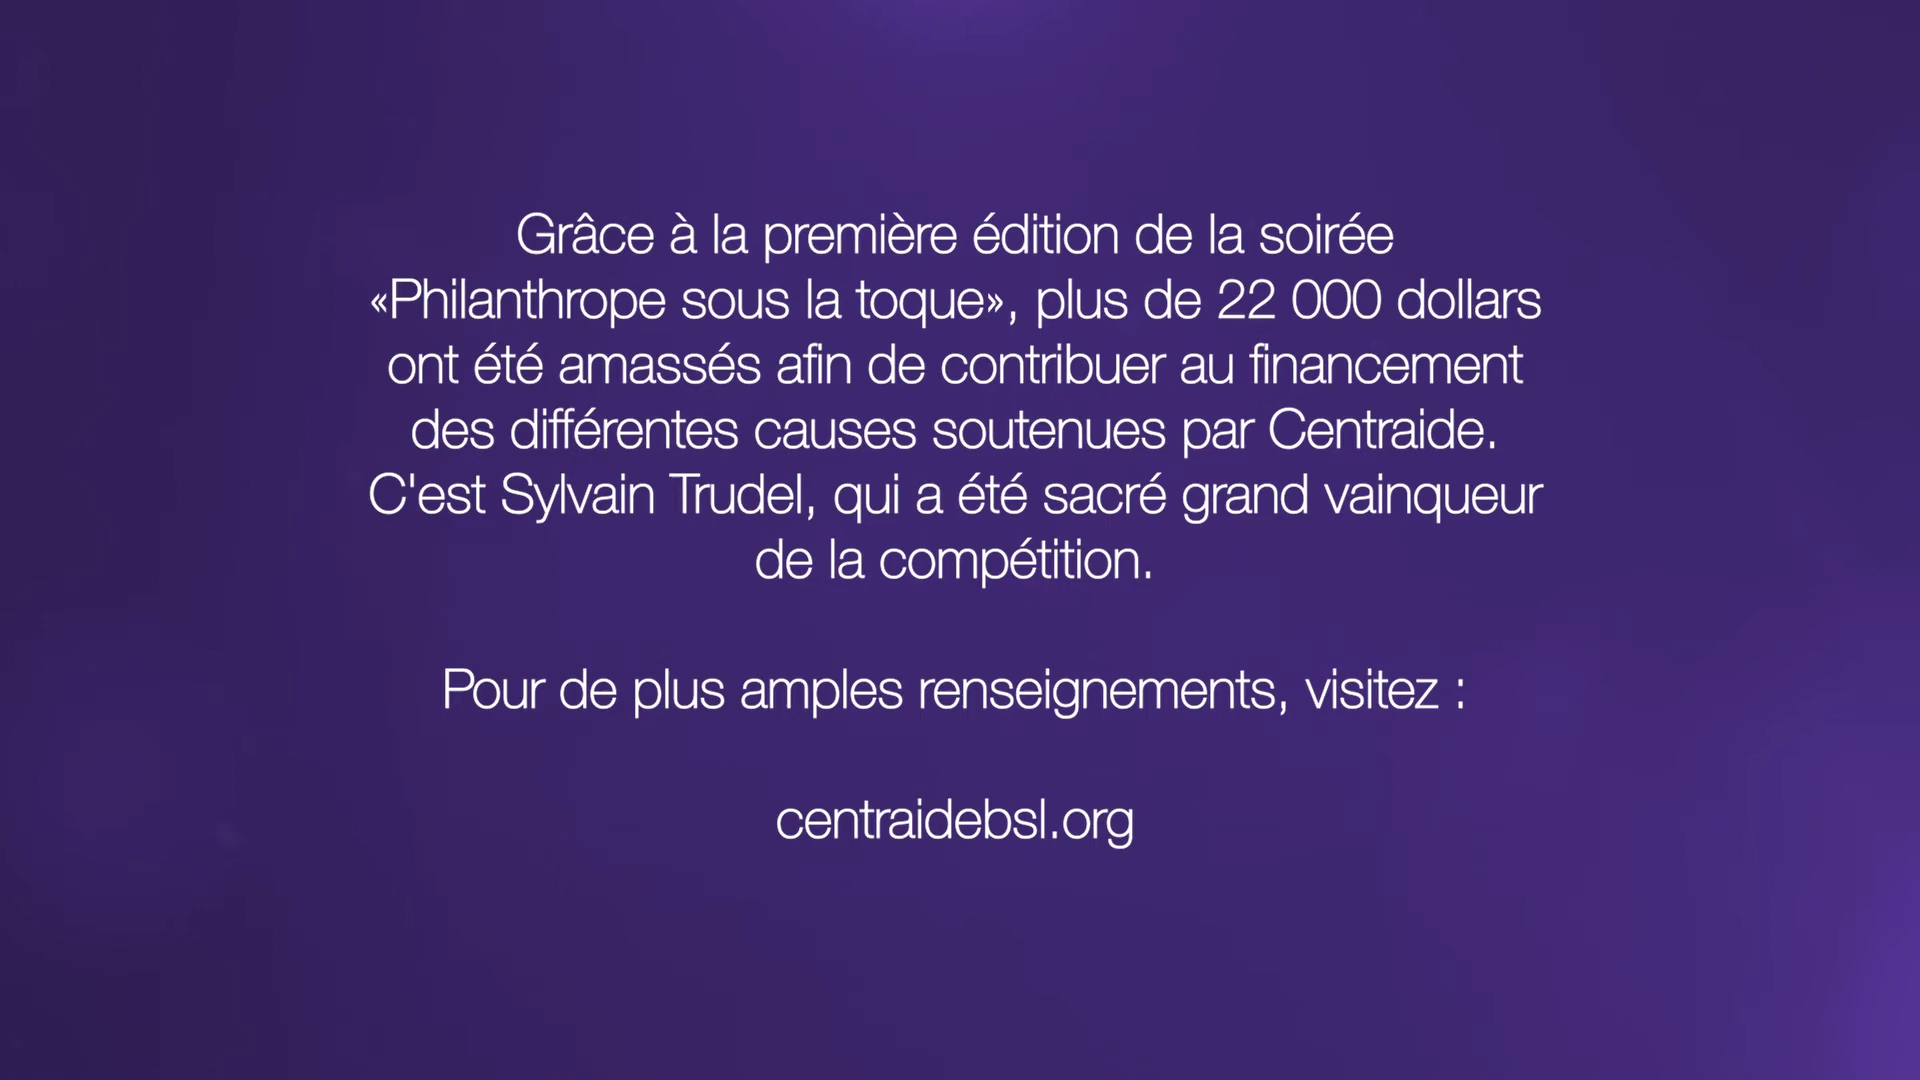 Grâce à la première édition de la soirée
«Philanthrope sous la toque», plus de 22 000 dollars
ont été amassés afin de contribuer au financement
des différentes causes soutenues par Centraide.
C'est Sylvain Trudel, qui a été sacré grand vainqueur
de la compétition.
Pour de plus amples renseignements, visitez :
centraidebsl.org